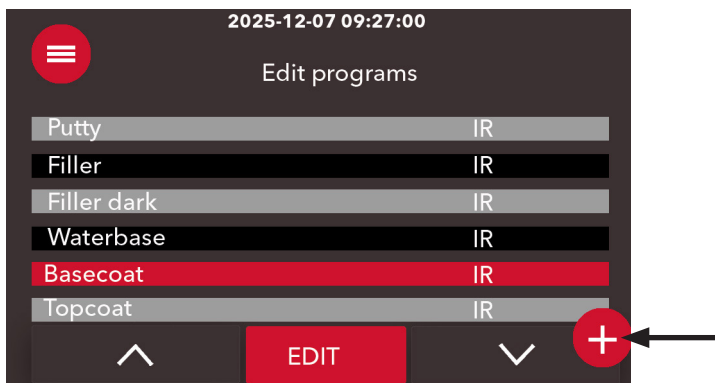 2025-12-07 09:27:00
Edit programs
Putty IR
Filler IR
Filler dark IR
Waterbase IR
Basecoat IR
Topcoat IR
EDIT +